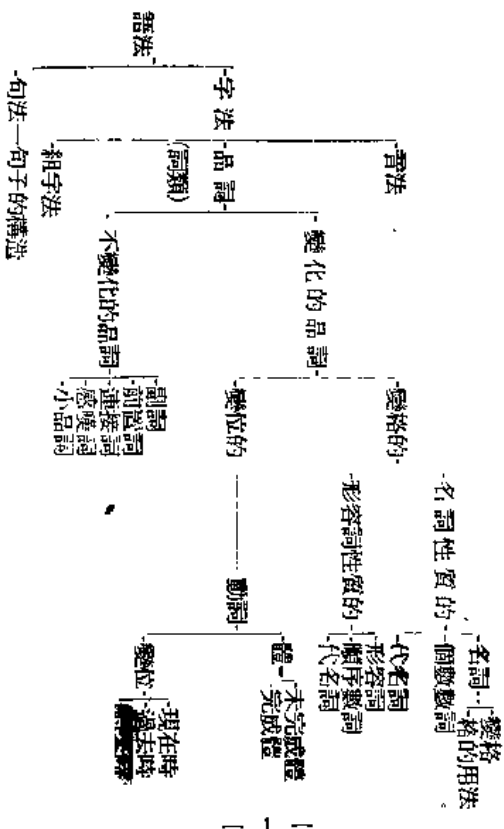 語法
字法
音法
品詞
(詞類)
變化的品詞
變格的
名詞性質的
名詞
變格
格的用法
個數數詞
代名詞
形容詞性質的
形容詞
順序數詞
代名詞
變位的
動詞
體
未完成體
完成體
變位
現在時
過去時
不變化的品詞
副詞
前置詞
連接詞
感嘆詞
小品詞
組字法
句法—句子的構造
— 1 —